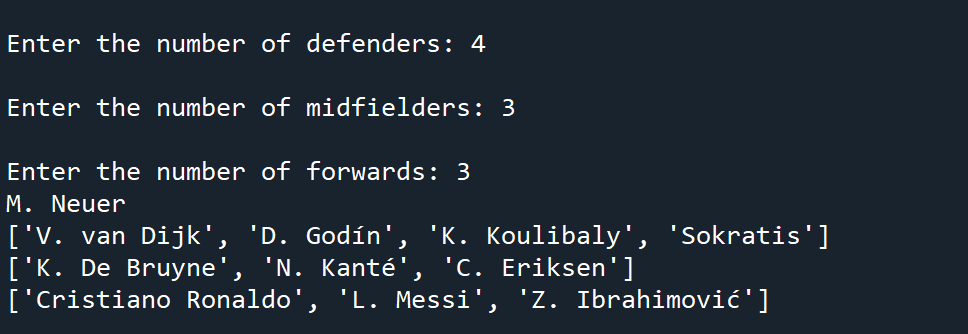 Enter the number of defenders: 4
Enter the number of midfielders: 3
Enter the number of forwards: 3
M. Neuer
['V. van Dijk', 'D. Godín', 'K. Koulibaly', 'Sokratis']
['K. De Bruyne', 'N. Kanté', 'C. Eriksen']
['Cristiano Ronaldo', 'L. Messi', 'Z. Ibrahimović']